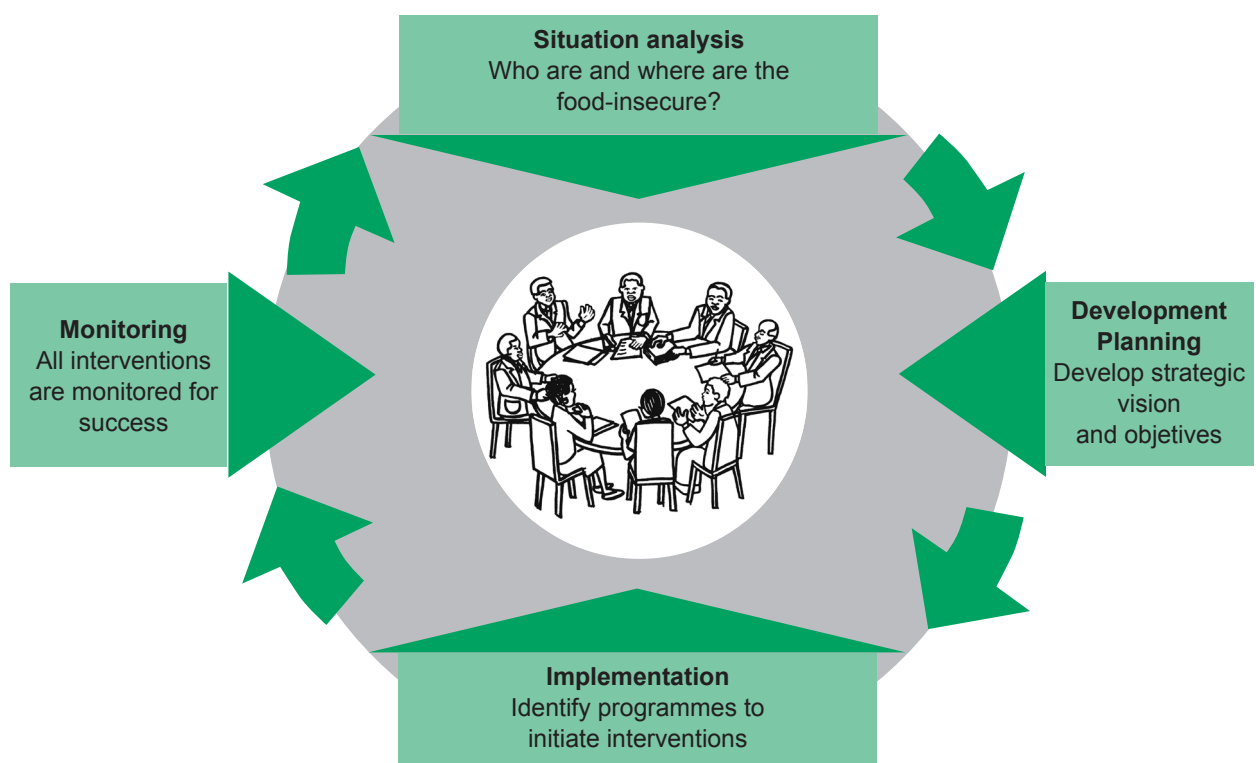 Situation analysis
Who are and where are the
food-insecure?
Development
Planning
Develop strategic
vision
and objetives
Implementation
Identify programmes to
initiate interventions
Monitoring
All interventions
are monitored for
success